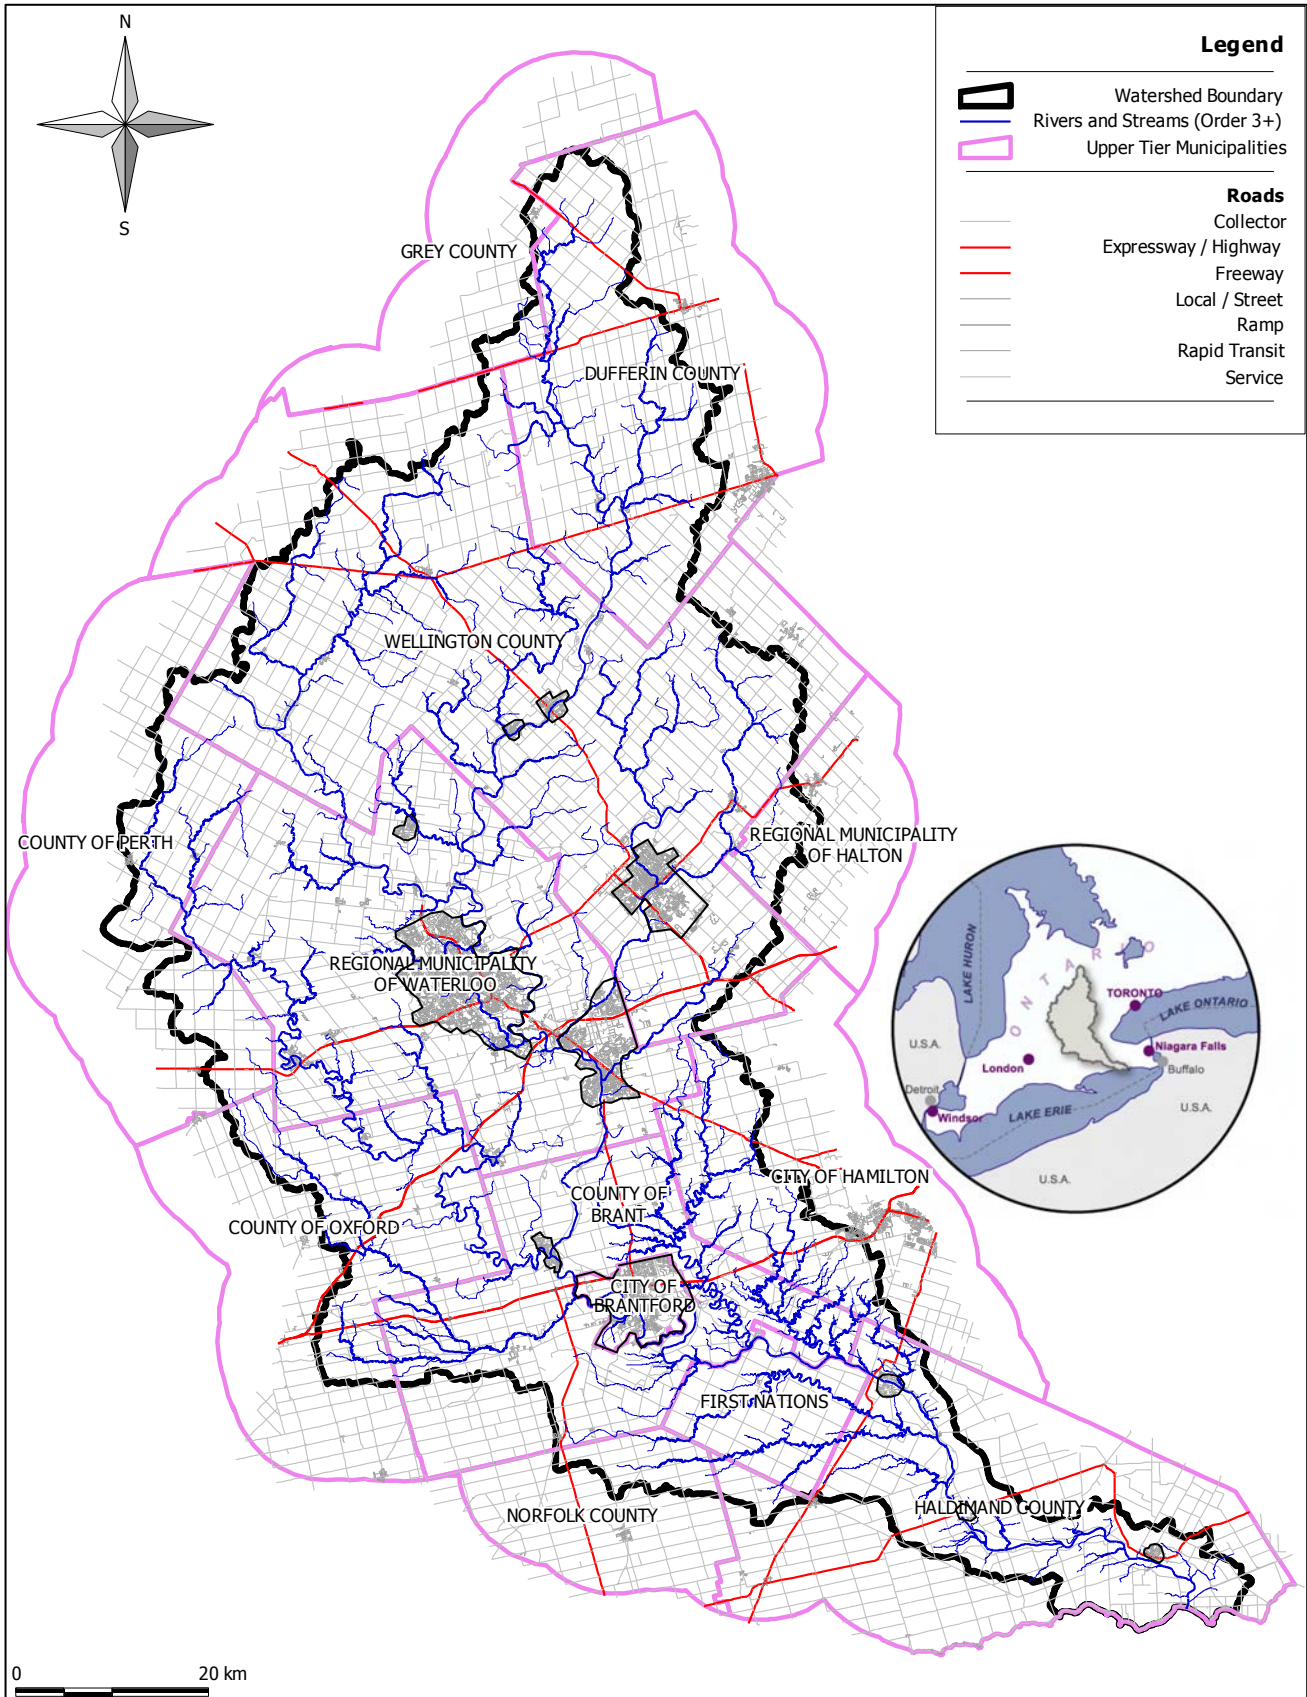 N
S
Legend
Watershed Boundary
Rivers and Streams (Order 3+)
Upper Tier Municipalities
Roads
Collector
Expressway / Highway
Freeway
Local / Street
Ramp
Rapid Transit
Service
GREY COUNTY
DUFFERIN COUNTY
WELLINGTON COUNTY
COUNTY OF PERTH
REGIONAL MUNICIPALITY
OF HALTON
REGIONAL MUNICIPALITY
OF WATERLOO
CITY OF HAMILTON
COUNTY OF
BRANT
COUNTY OF OXFORD
CITY OF
BRANTFORD
FIRST NATIONS
NORFOLK COUNTY
HALDIMAND COUNTY
LAKE HURON
ONTARIO
TORONTO
LAKE ONTARIO
U.S.A.
Niagara Falls
London
Buffalo
Detroit
Windsor
LAKE ERIE
U.S.A.
U.S.A.
0 20 km